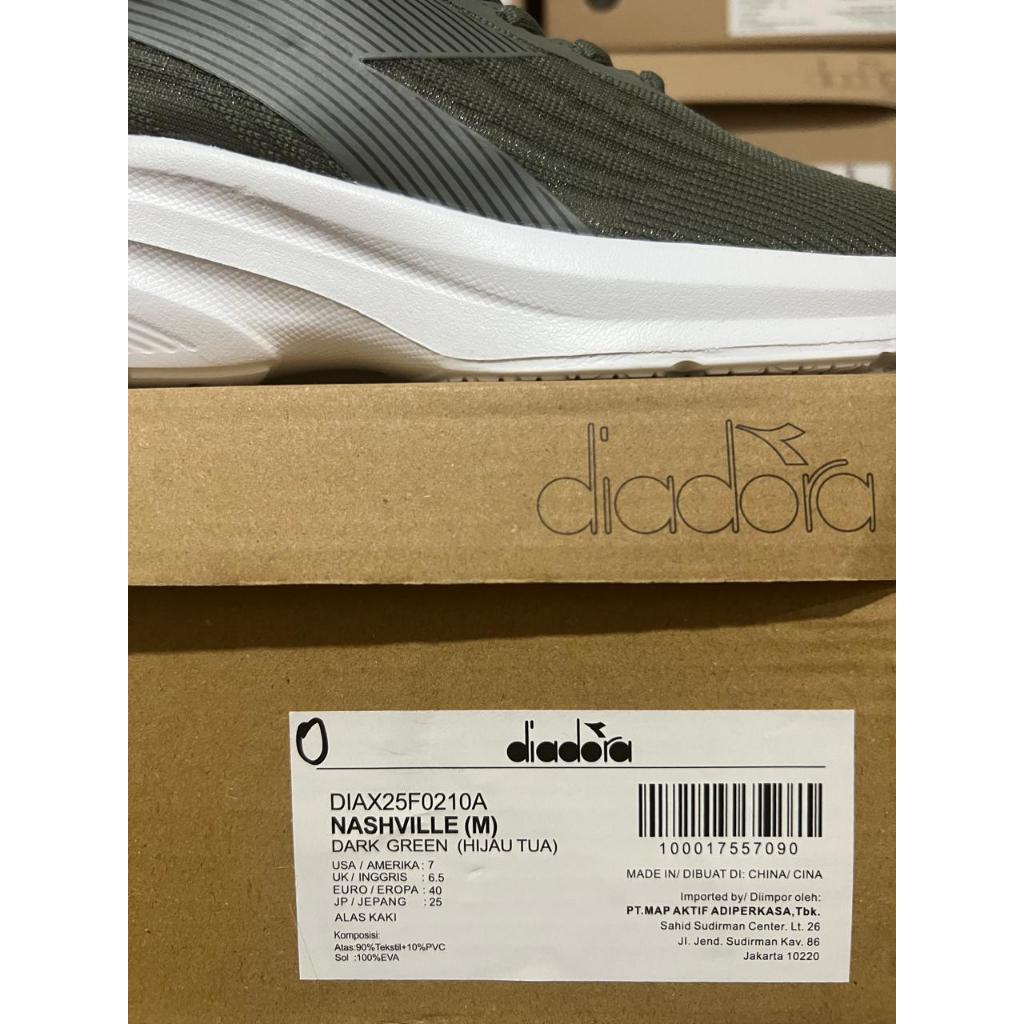 diadora
diadora
DIAX25F0210A
NASHVILLE (M)
DARK GREEN (HIJAU TUA)
USA / AMERIKA : 7
UK / INGGRIS : 6.5
EURO / EROPA : 40
JP / JEPANG : 25
ALAS KAKI
Komposisi:
Atas:90%Tekstil+10%PVC
Sol :100%EVA
100017557090
MADE IN/ DIBUAT DI: CHINA/ CINA
Imported by/ Diimpor oleh:
PT.MAP AKTIF ADIPERKASA,Tbk.
Sahid Sudirman Center. Lt. 26
Jl. Jend. Sudirman Kav. 86
Jakarta 10220